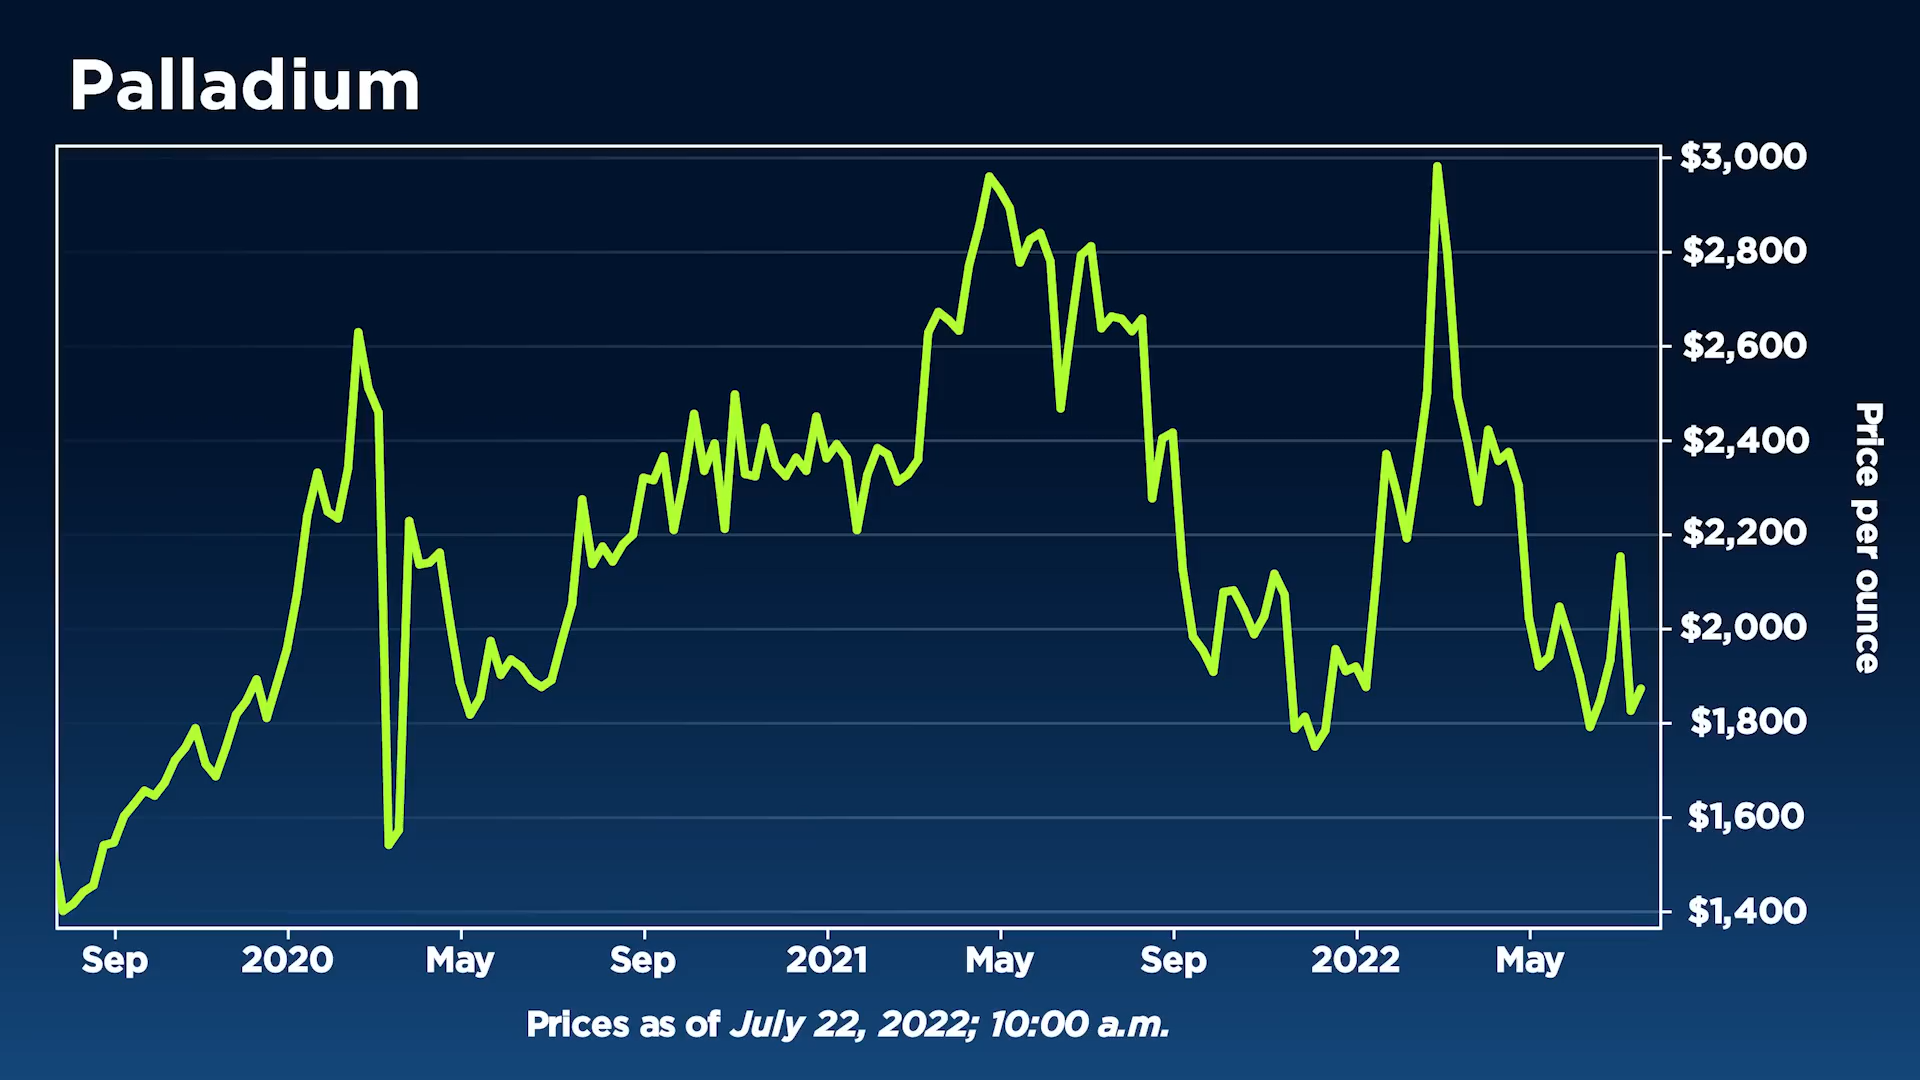 Palladium
$3,000
$2,800
$2,600
$2,400
$2,200
$2,000
$1,800
$1,600
$1,400
Price per ounce
Sep 2020 May Sep 2021 May Sep 2022 May
Prices as of July 22, 2022; 10:00 a.m.